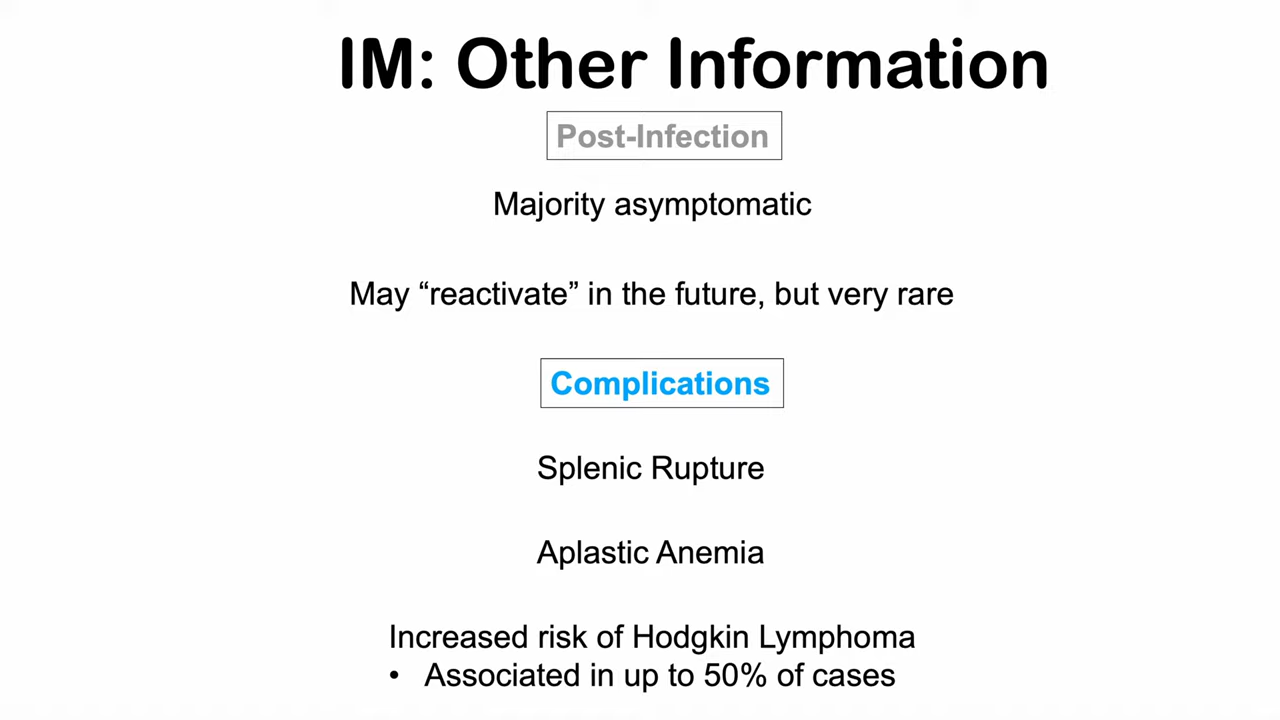 IM: Other Information
Post-Infection
Majority asymptomatic
May “reactivate” in the future, but very rare
Complications
Splenic Rupture
Aplastic Anemia
Increased risk of Hodgkin Lymphoma
• Associated in up to 50% of cases